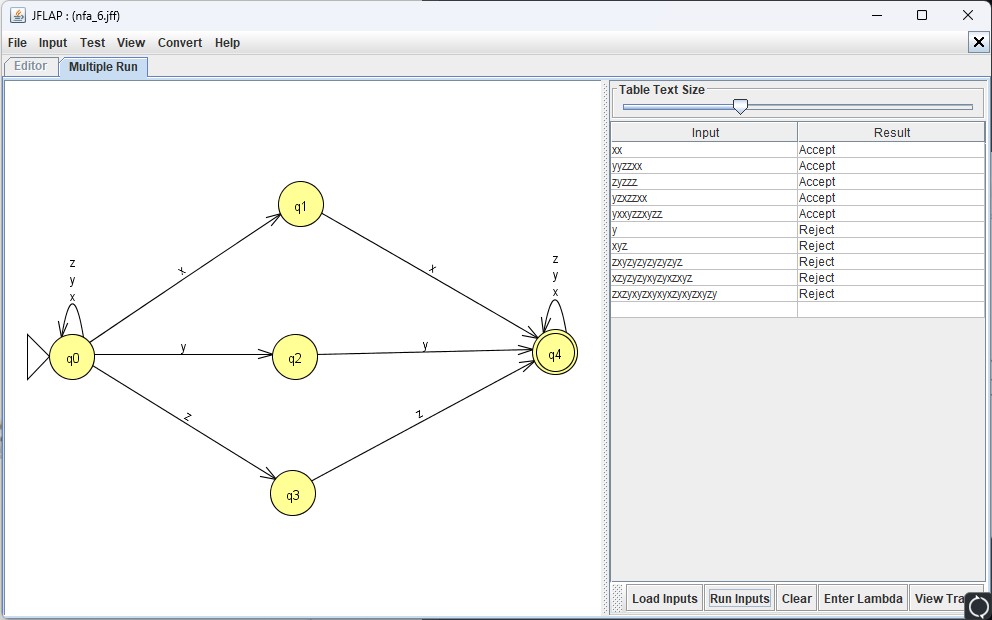 JFLAP : (nfa_6.jff)
File Input Test View Convert Help
Editor Multiple Run
Table Text Size
Input Result
xx Accept
yyzzxx Accept
zyzzz Accept
yzxzzxx Accept
yxxyzzxyzz Accept
y Reject
xyz Reject
zxyzyzyzyzyzyz Reject
xzyzyzyxyzyxzxyz Reject
zxzyxyzxyxyxzyxyzxyzy Reject
q1
x
x
z
y
x
z
y
x
q0
y
q2
y
q4
z
z
q3
Load Inputs Run Inputs Clear Enter Lambda View Tra